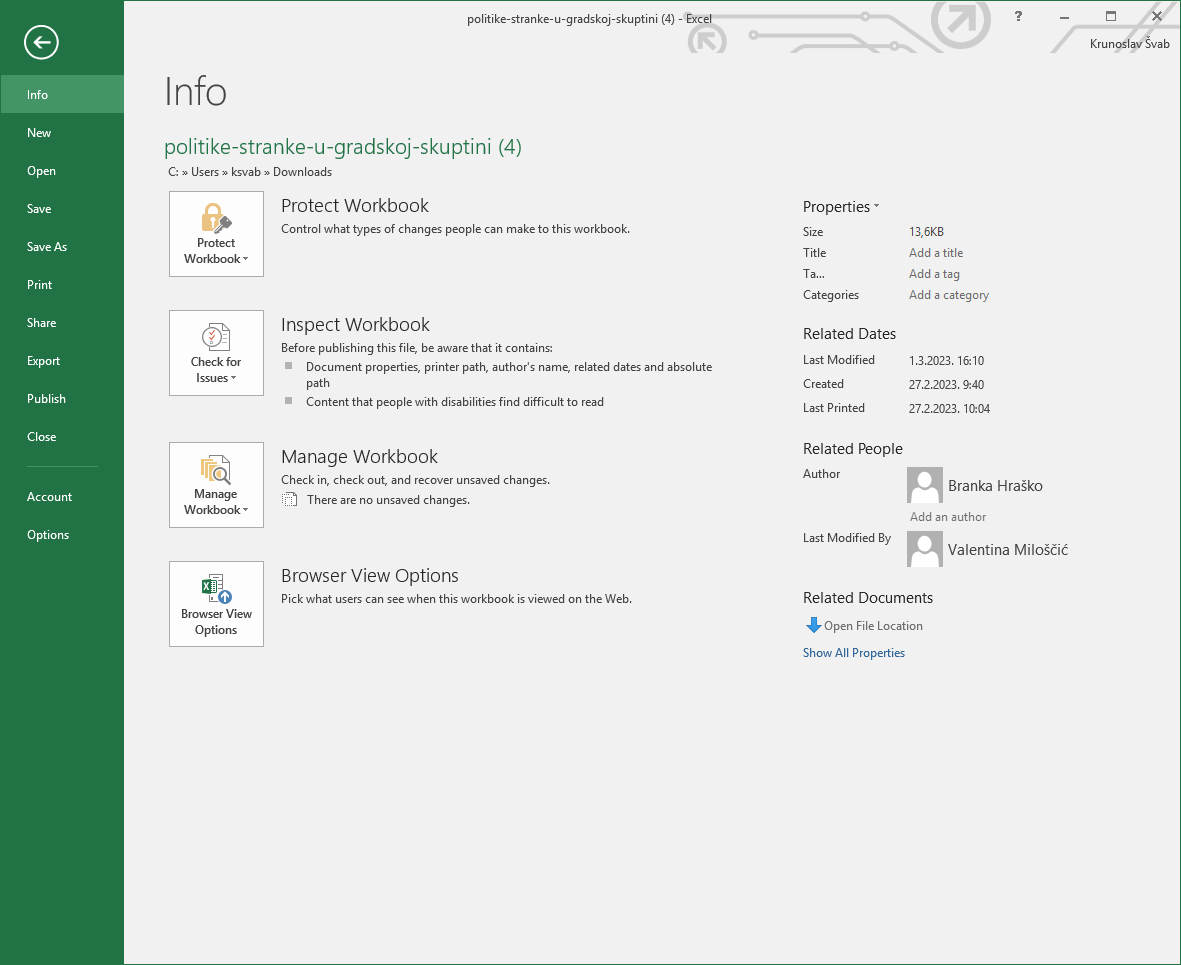 politike-stranke-u-gradskoj-skuptini (4) - Excel
?
Krunoslav Švab
Info
New
Open
Save
Save As
Print
Share
Export
Publish
Close
Account
Options
Info
politike-stranke-u-gradskoj-skuptini (4)
C: » Users » ksvab » Downloads
Protect
Workbook
Protect Workbook
Control what types of changes people can make to this workbook.
Check for
Issues
Inspect Workbook
Before publishing this file, be aware that it contains:
Document properties, printer path, author's name, related dates and absolute
path
Content that people with disabilities find difficult to read
Manage
Workbook
Manage Workbook
Check in, check out, and recover unsaved changes.
There are no unsaved changes.
Browser View
Options
Browser View Options
Pick what users can see when this workbook is viewed on the Web.
Properties
Size 13,6KB
Title Add a title
Ta... Add a tag
Categories Add a category
Related Dates
Last Modified 1.3.2023. 16:10
Created 27.2.2023. 9:40
Last Printed 27.2.2023. 10:04
Related People
Author
Branka Hraško
Add an author
Last Modified By
Valentina Miloščić
Related Documents
Open File Location
Show All Properties